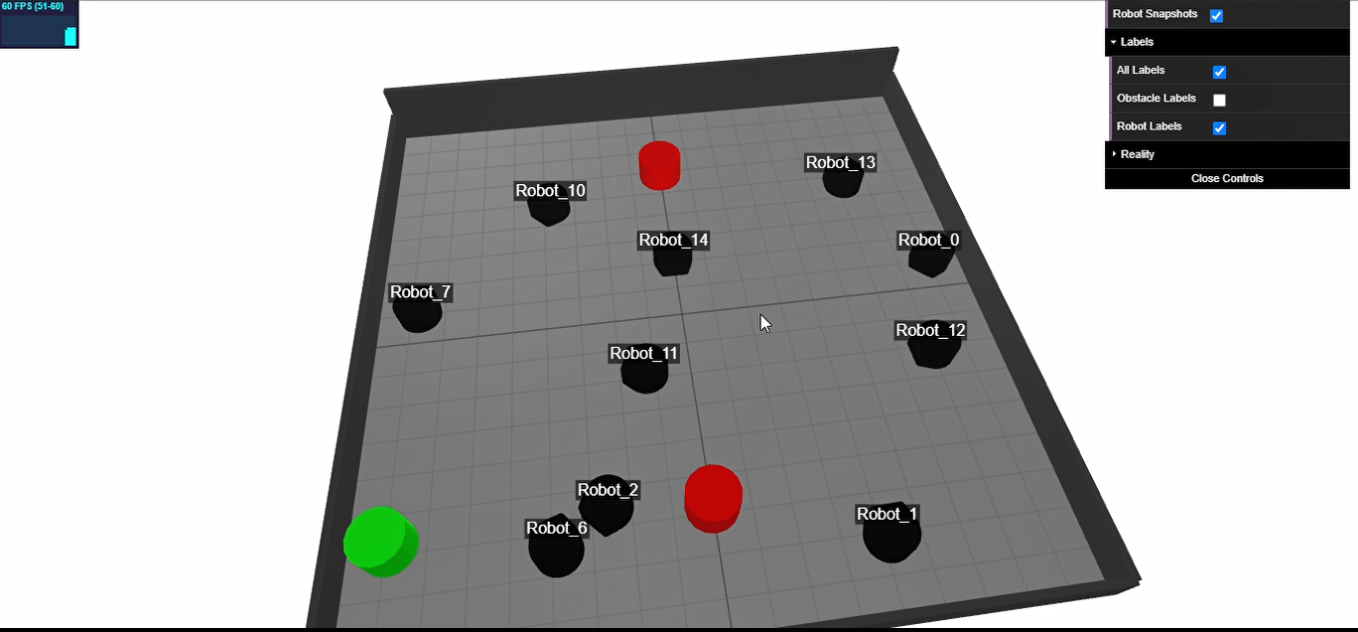 60 FPS (51-60)
Robot Snapshots
Labels
All Labels
Obstacle Labels
Robot Labels
Reality
Close Controls
Robot_13
Robot_10
Robot_14
Robot_0
Robot_7
Robot_12
Robot_11
Robot_2
Robot_1
Robot_6